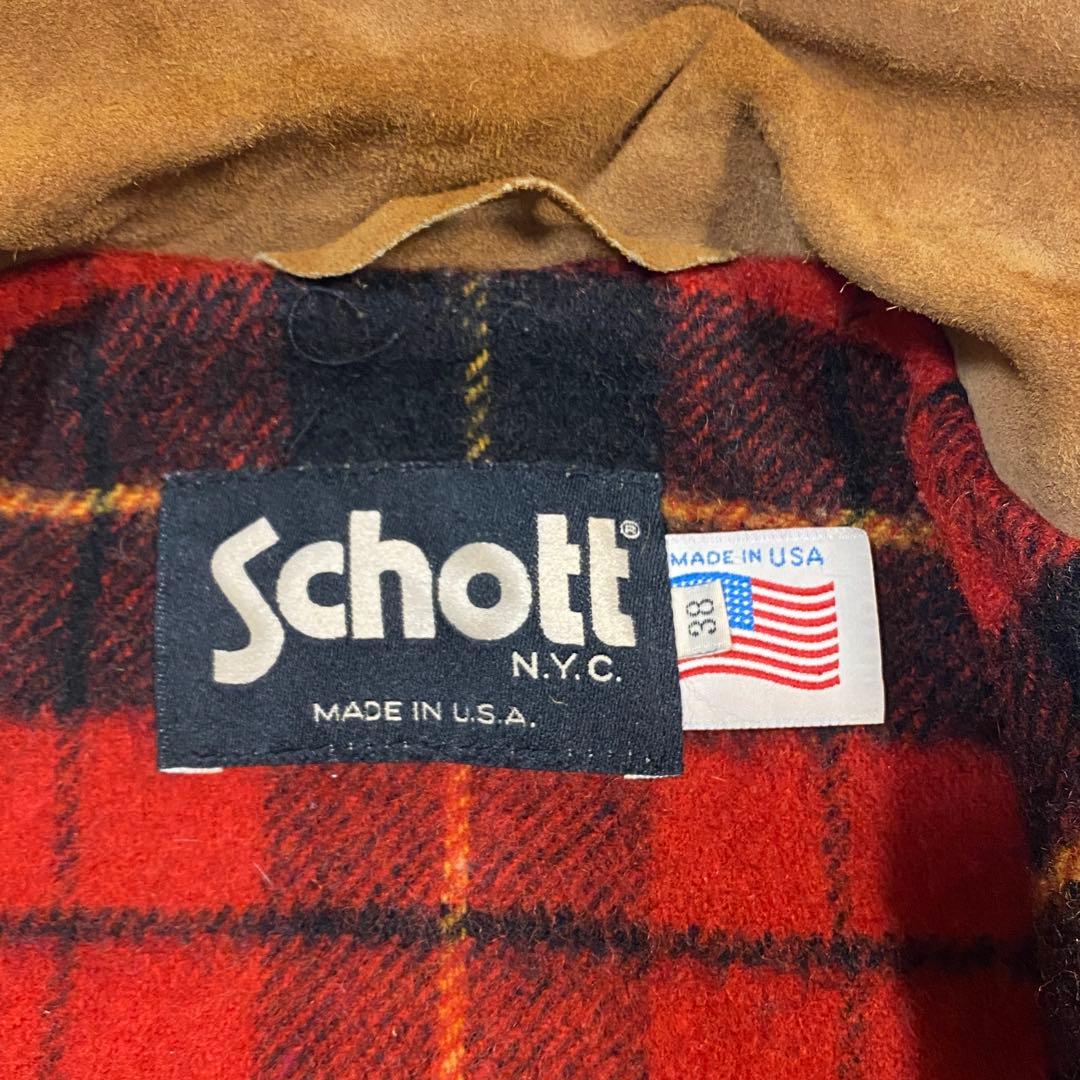 Schott®
N.Y.C.
MADE IN U.S.A.
MADE IN USA
38